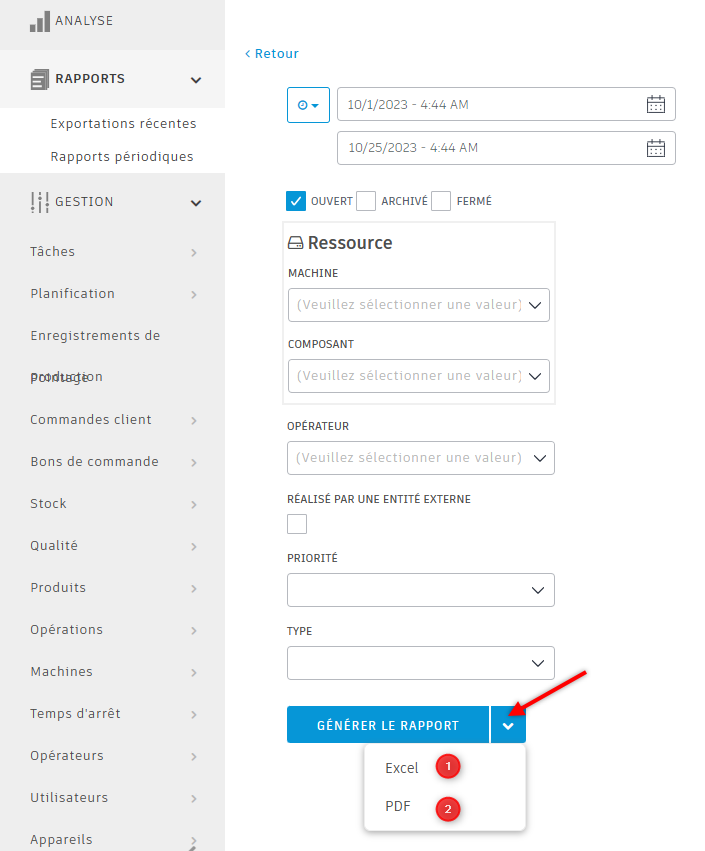 ANALYSE
RAPPORTS
Exportations récentes
Rapports périodiques
GESTION
Tâches
Planification
Enregistrements de
production
Pointage
Commandes client
Bons de commande
Stock
Qualité
Produits
Opérations
Machines
Temps d'arrêt
Opérateurs
Utilisateurs
Appareils
< Retour
10/1/2023 - 4:44 AM
10/25/2023 - 4:44 AM
OUVERT ARCHIVÉ FERMÉ
Ressource
MACHINE
(Veuillez sélectionner une valeur)
COMPOSANT
(Veuillez sélectionner une valeur)
OPÉRATEUR
(Veuillez sélectionner une valeur)
RÉALISÉ PAR UNE ENTITÉ EXTERNE
PRIORITÉ
TYPE
GÉNÉRER LE RAPPORT
Excel 1
PDF 2